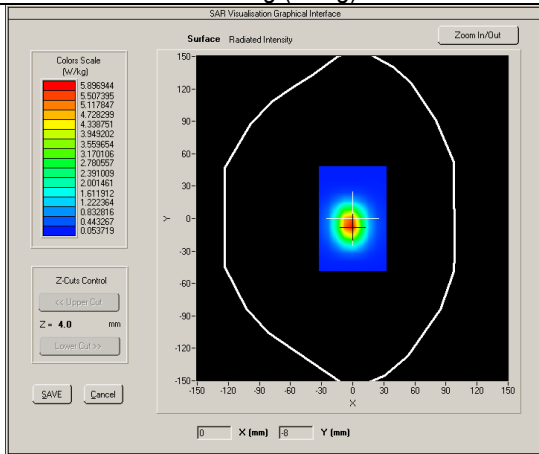 SAR Visualisation Graphical Interface
Surface Radiated Intensity
Zoom In/Out
Colors Scale
(W/kg)
5.896944
5.507395
5.117847
4.728299
4.338751
3.949202
3.559654
3.170106
2.780557
2.391009
2.001461
1.611912
1.222364
0.832816
0.443267
0.053719
150-
120-
90-
60-
30-
Y 0-
-30-
-60-
-90-
-120-
-150-
-150 -120 -90 -60 -30 0 30 60 90 120 150
X
Z-Cuts Control
<< Upper Cut
Z = 4.0 mm
Lower Cut >>
SAVE Cancel
0 X (mm) -8 Y (mm)